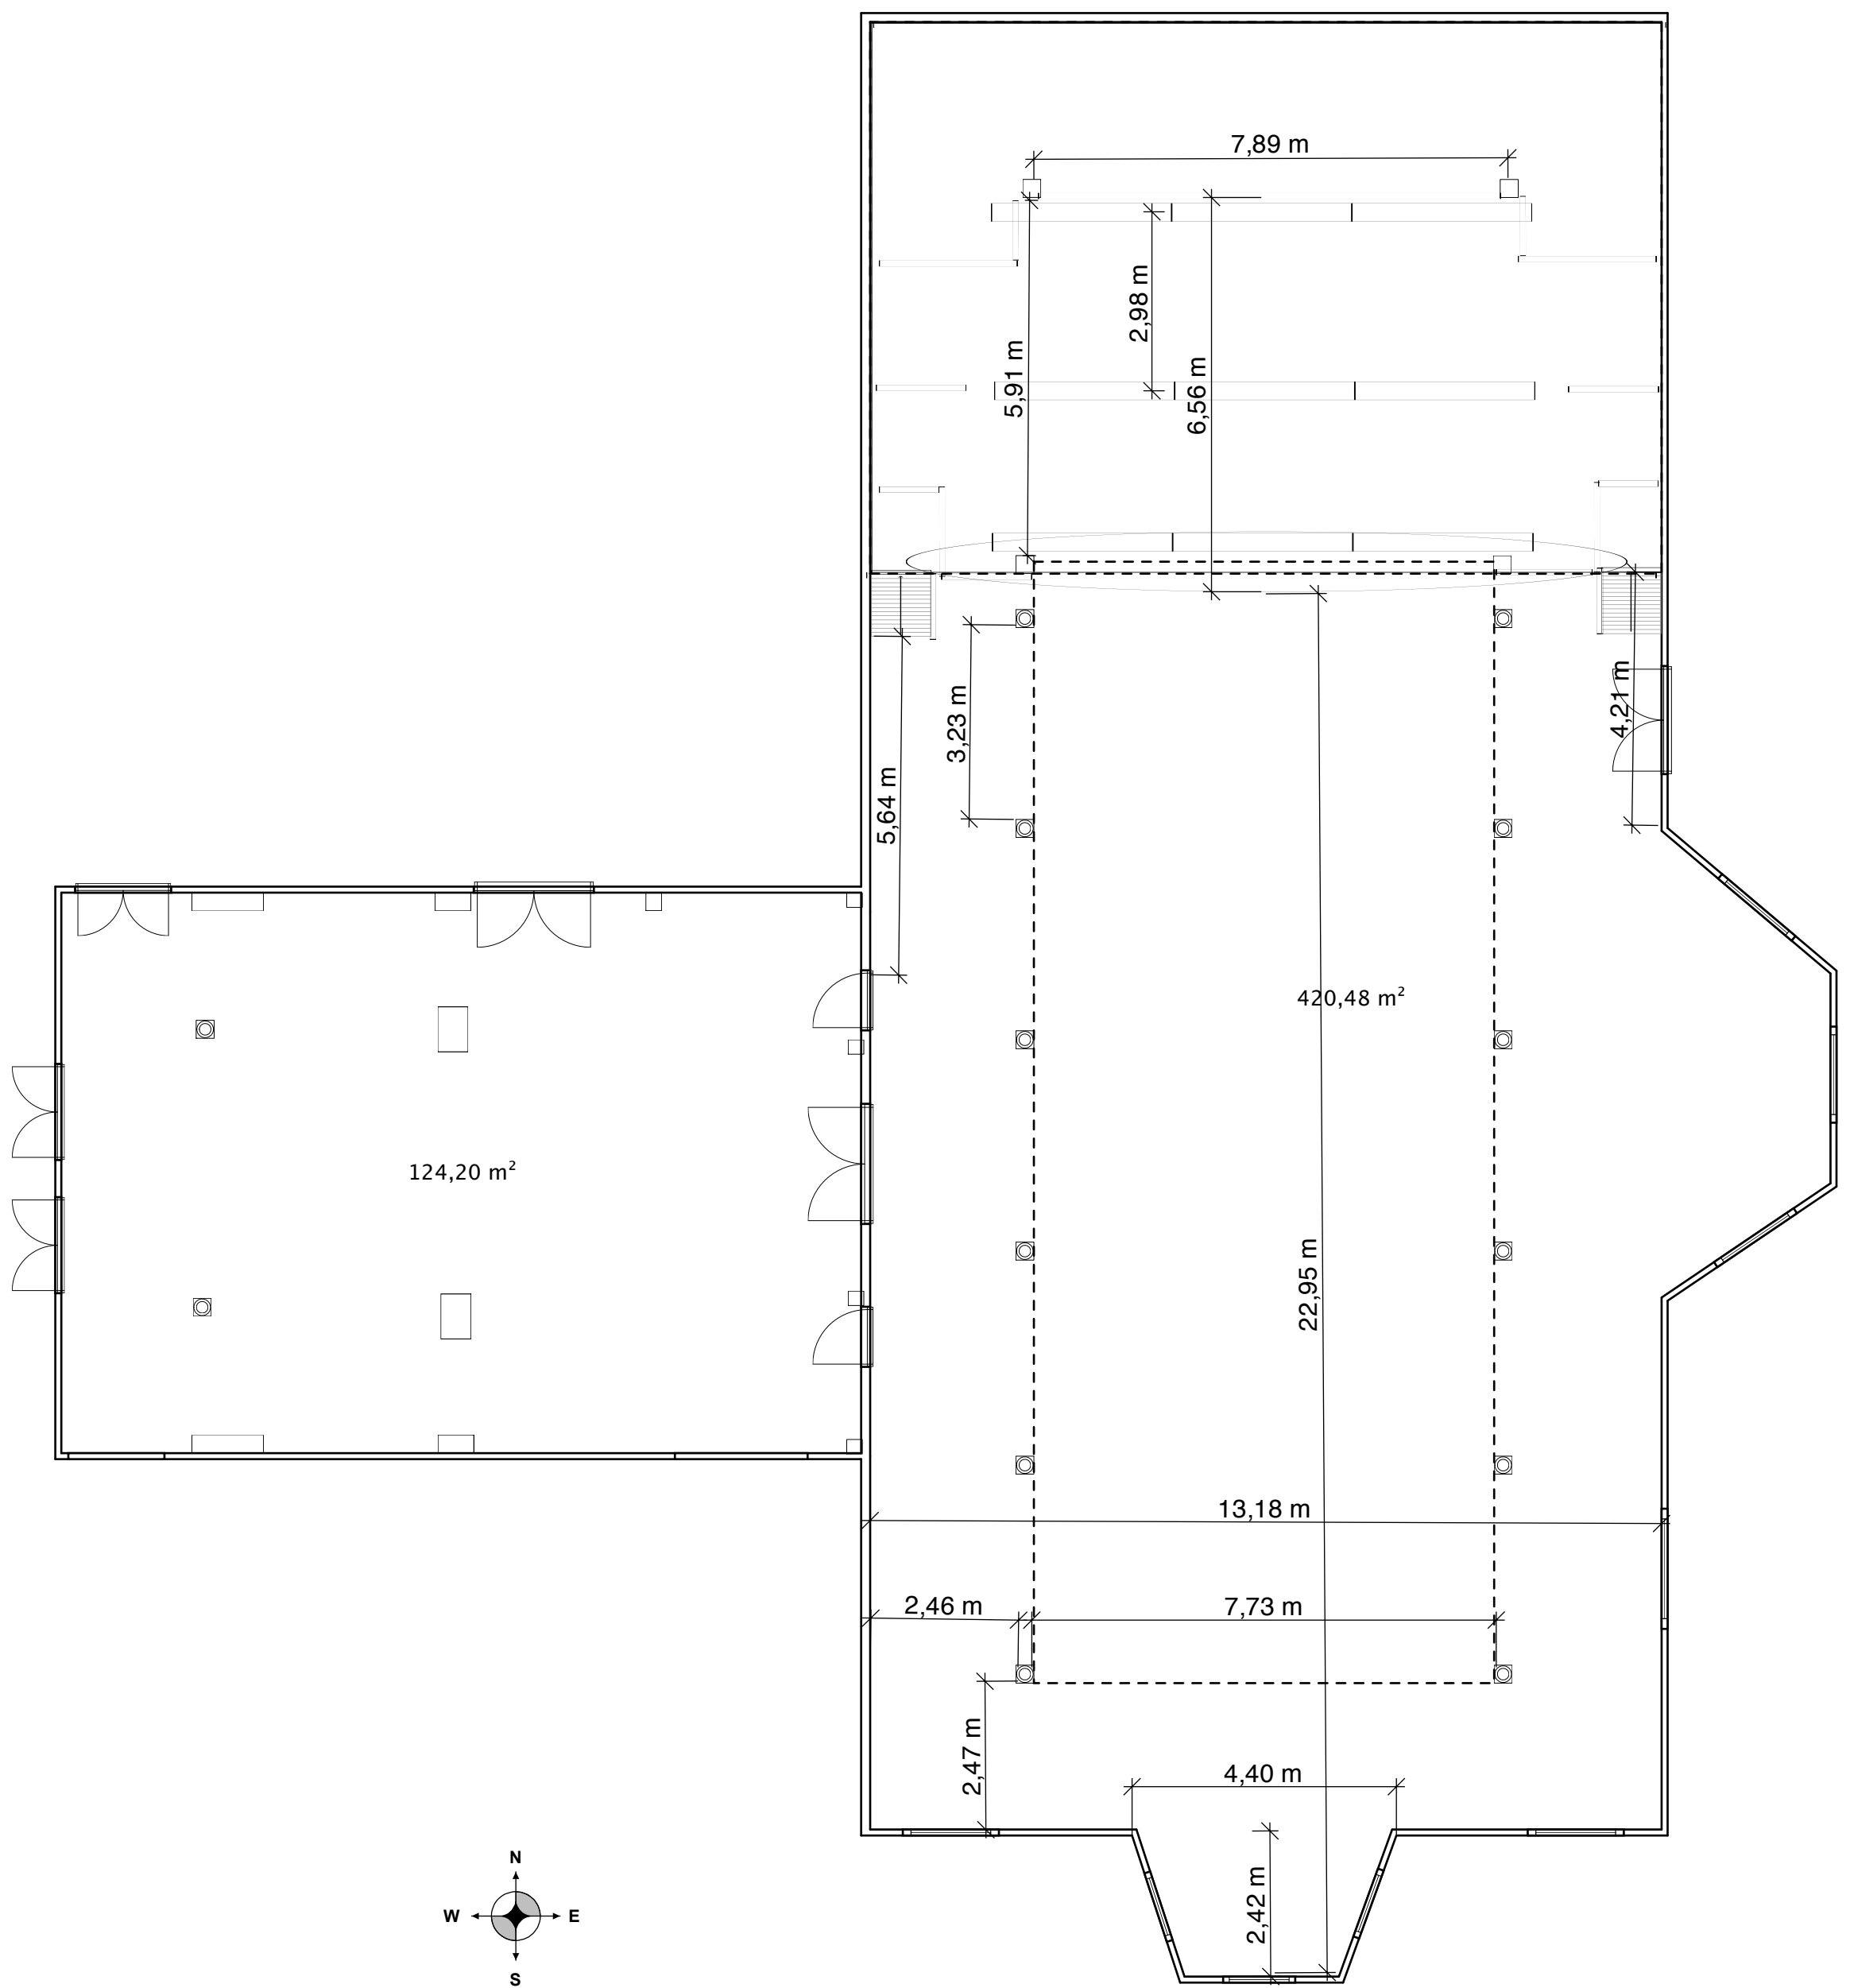 7,89 m
2,98 m
5,91 m
6,56 m
4,21 m
3,23 m
5,64 m
420,48 m²
124,20 m²
22,95 m
13,18 m
2,46 m
7,73 m
2,47 m
4,40 m
2,42 m
N
W E
S